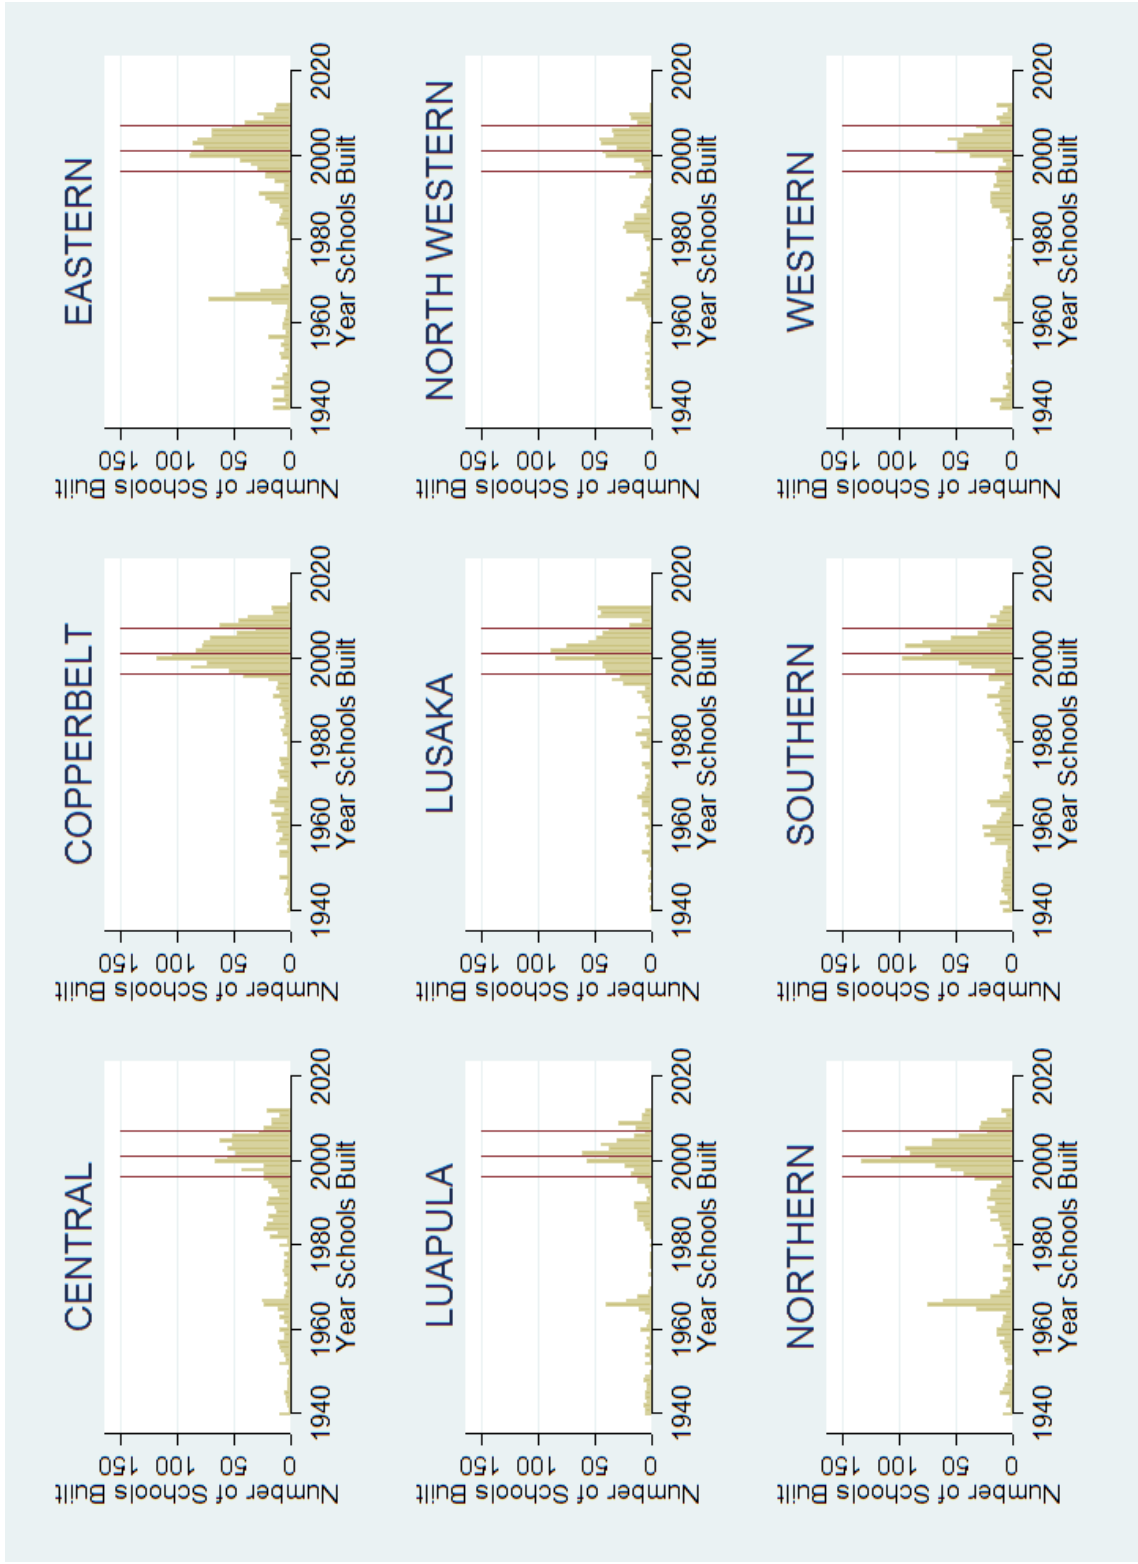 CENTRAL
Number of Schools Built
150
100
50
0
1940 1960 1980 2000 2020
Year Schools Built
COPPERBELT
Number of Schools Built
150
100
50
0
1940 1960 1980 2000 2020
Year Schools Built
EASTERN
Number of Schools Built
150
100
50
0
1940 1960 1980 2000 2020
Year Schools Built
LUAPULA
Number of Schools Built
150
100
50
0
1940 1960 1980 2000 2020
Year Schools Built
LUSAKA
Number of Schools Built
150
100
50
0
1940 1960 1980 2000 2020
Year Schools Built
NORTH WESTERN
Number of Schools Built
150
100
50
0
1940 1960 1980 2000 2020
Year Schools Built
NORTHERN
Number of Schools Built
150
100
50
0
1940 1960 1980 2000 2020
Year Schools Built
SOUTHERN
Number of Schools Built
150
100
50
0
1940 1960 1980 2000 2020
Year Schools Built
WESTERN
Number of Schools Built
150
100
50
0
1940 1960 1980 2000 2020
Year Schools Built